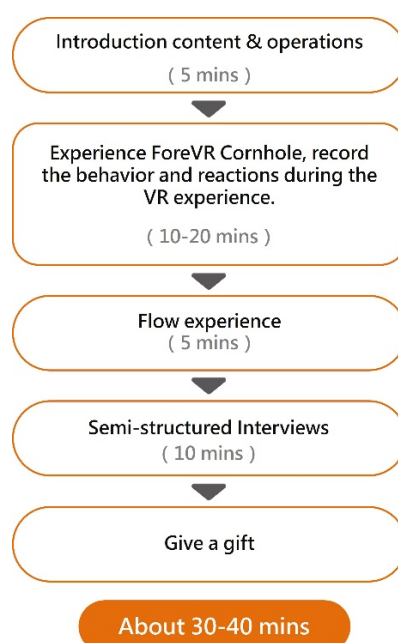 Introduction content & operations
( 5 mins )
Experience ForeVR Cornhole, record
the behavior and reactions during the
VR experience.
( 10-20 mins )
Flow experience
( 5 mins )
Semi-structured Interviews
( 10 mins )
Give a gift
About 30-40 mins